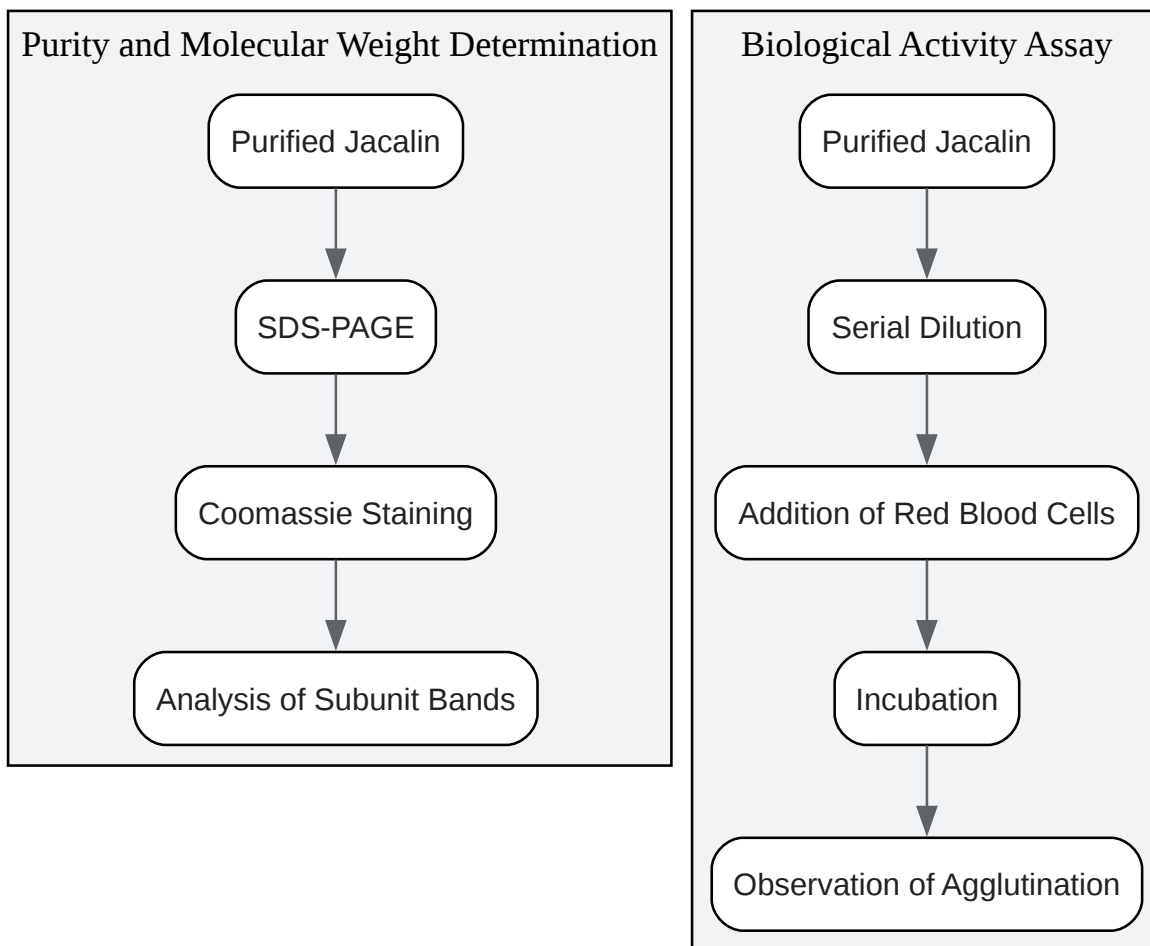 Purity and Molecular Weight Determination
Purified Jacalin
SDS-PAGE
Coomassie Staining
Analysis of Subunit Bands
Biological Activity Assay
Purified Jacalin
Serial Dilution
Addition of Red Blood Cells
Incubation
Observation of Agglutination